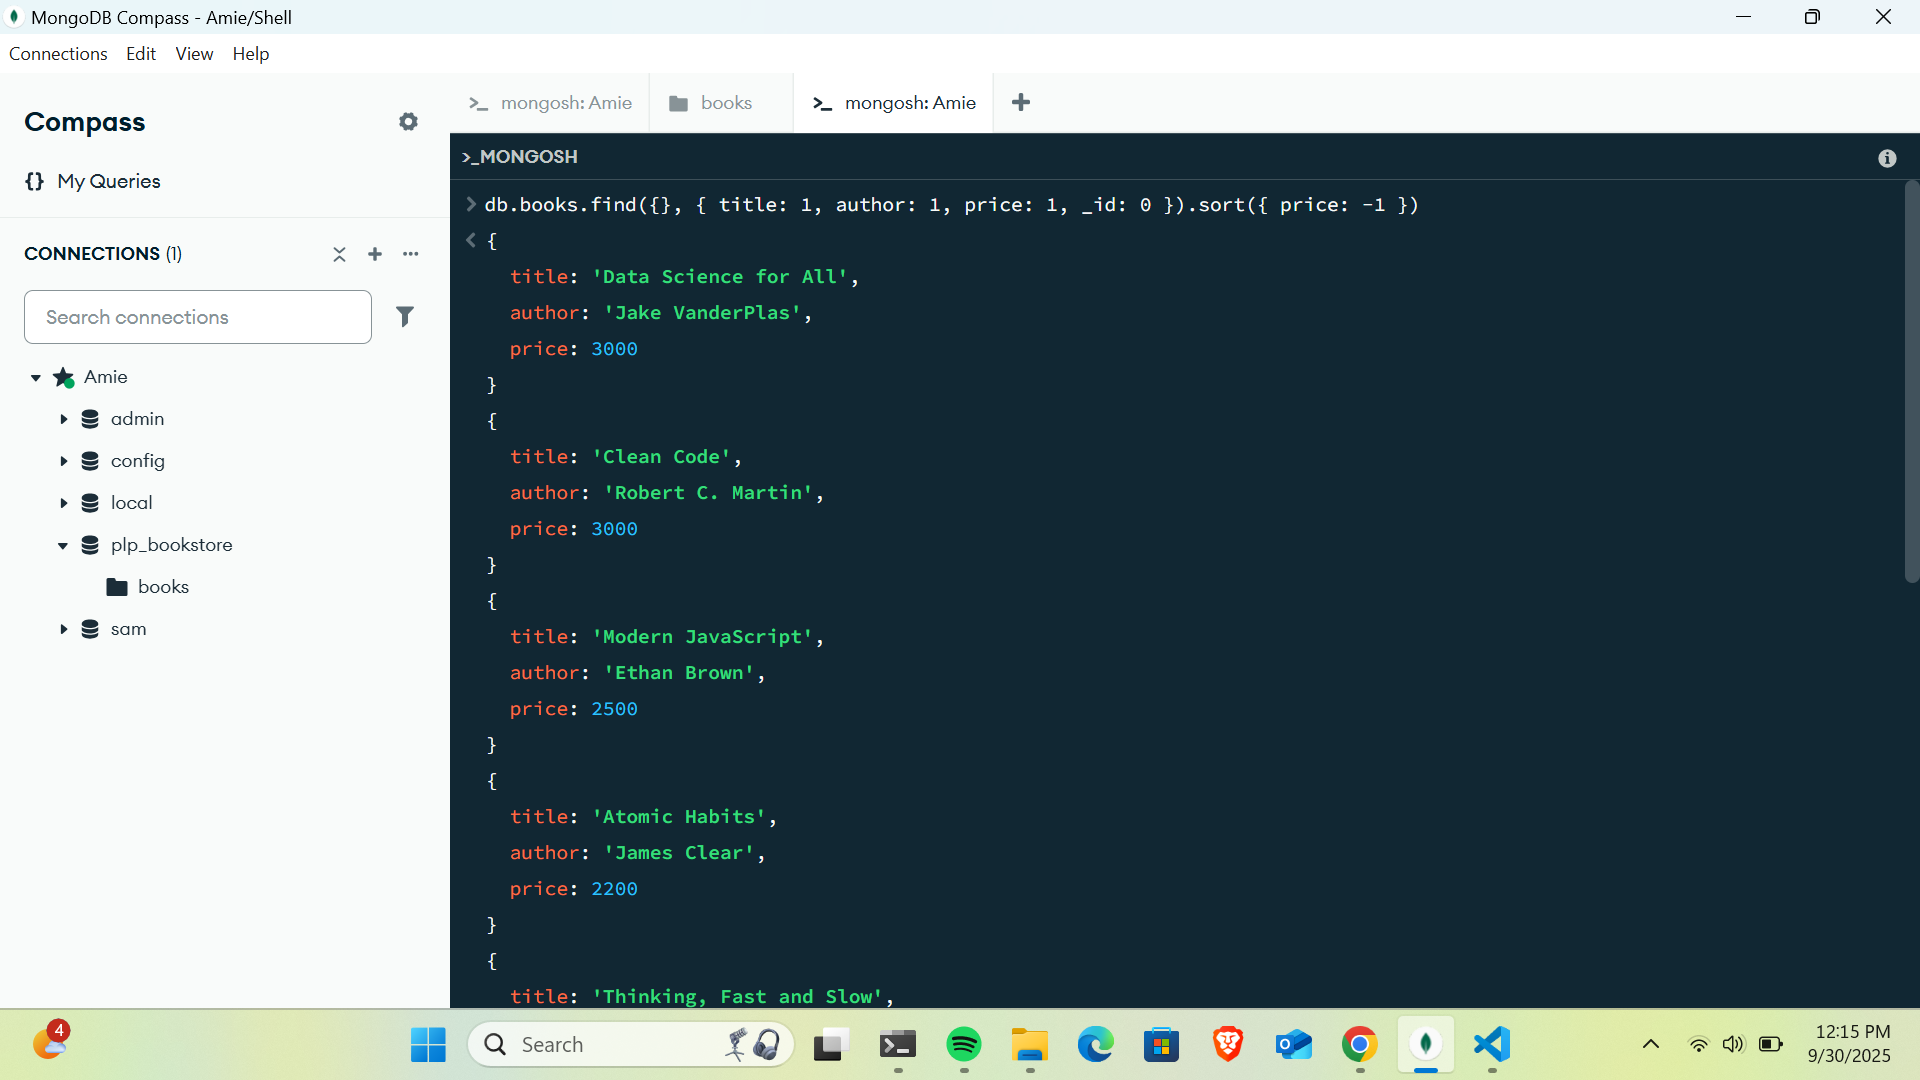 MongoDB Compass - Amie/Shell
Connections Edit View Help
Compass
{} My Queries
CONNECTIONS (1)
Search connections
Amie
admin
config
local
plp_bookstore
books
sam
>_ mongosh: Amie
books
>_ mongosh: Amie
>_MONGOSH
> db.books.find({}, { title: 1, author: 1, price: 1, _id: 0 }).sort({ price: -1 })
< {
title: 'Data Science for All',
author: 'Jake VanderPlas',
price: 3000
}
{
title: 'Clean Code',
author: 'Robert C. Martin',
price: 3000
}
{
title: 'Modern JavaScript',
author: 'Ethan Brown',
price: 2500
}
{
title: 'Atomic Habits',
author: 'James Clear',
price: 2200
}
{
title: 'Thinking, Fast and Slow',
4
Search
12:15 PM
9/30/2025